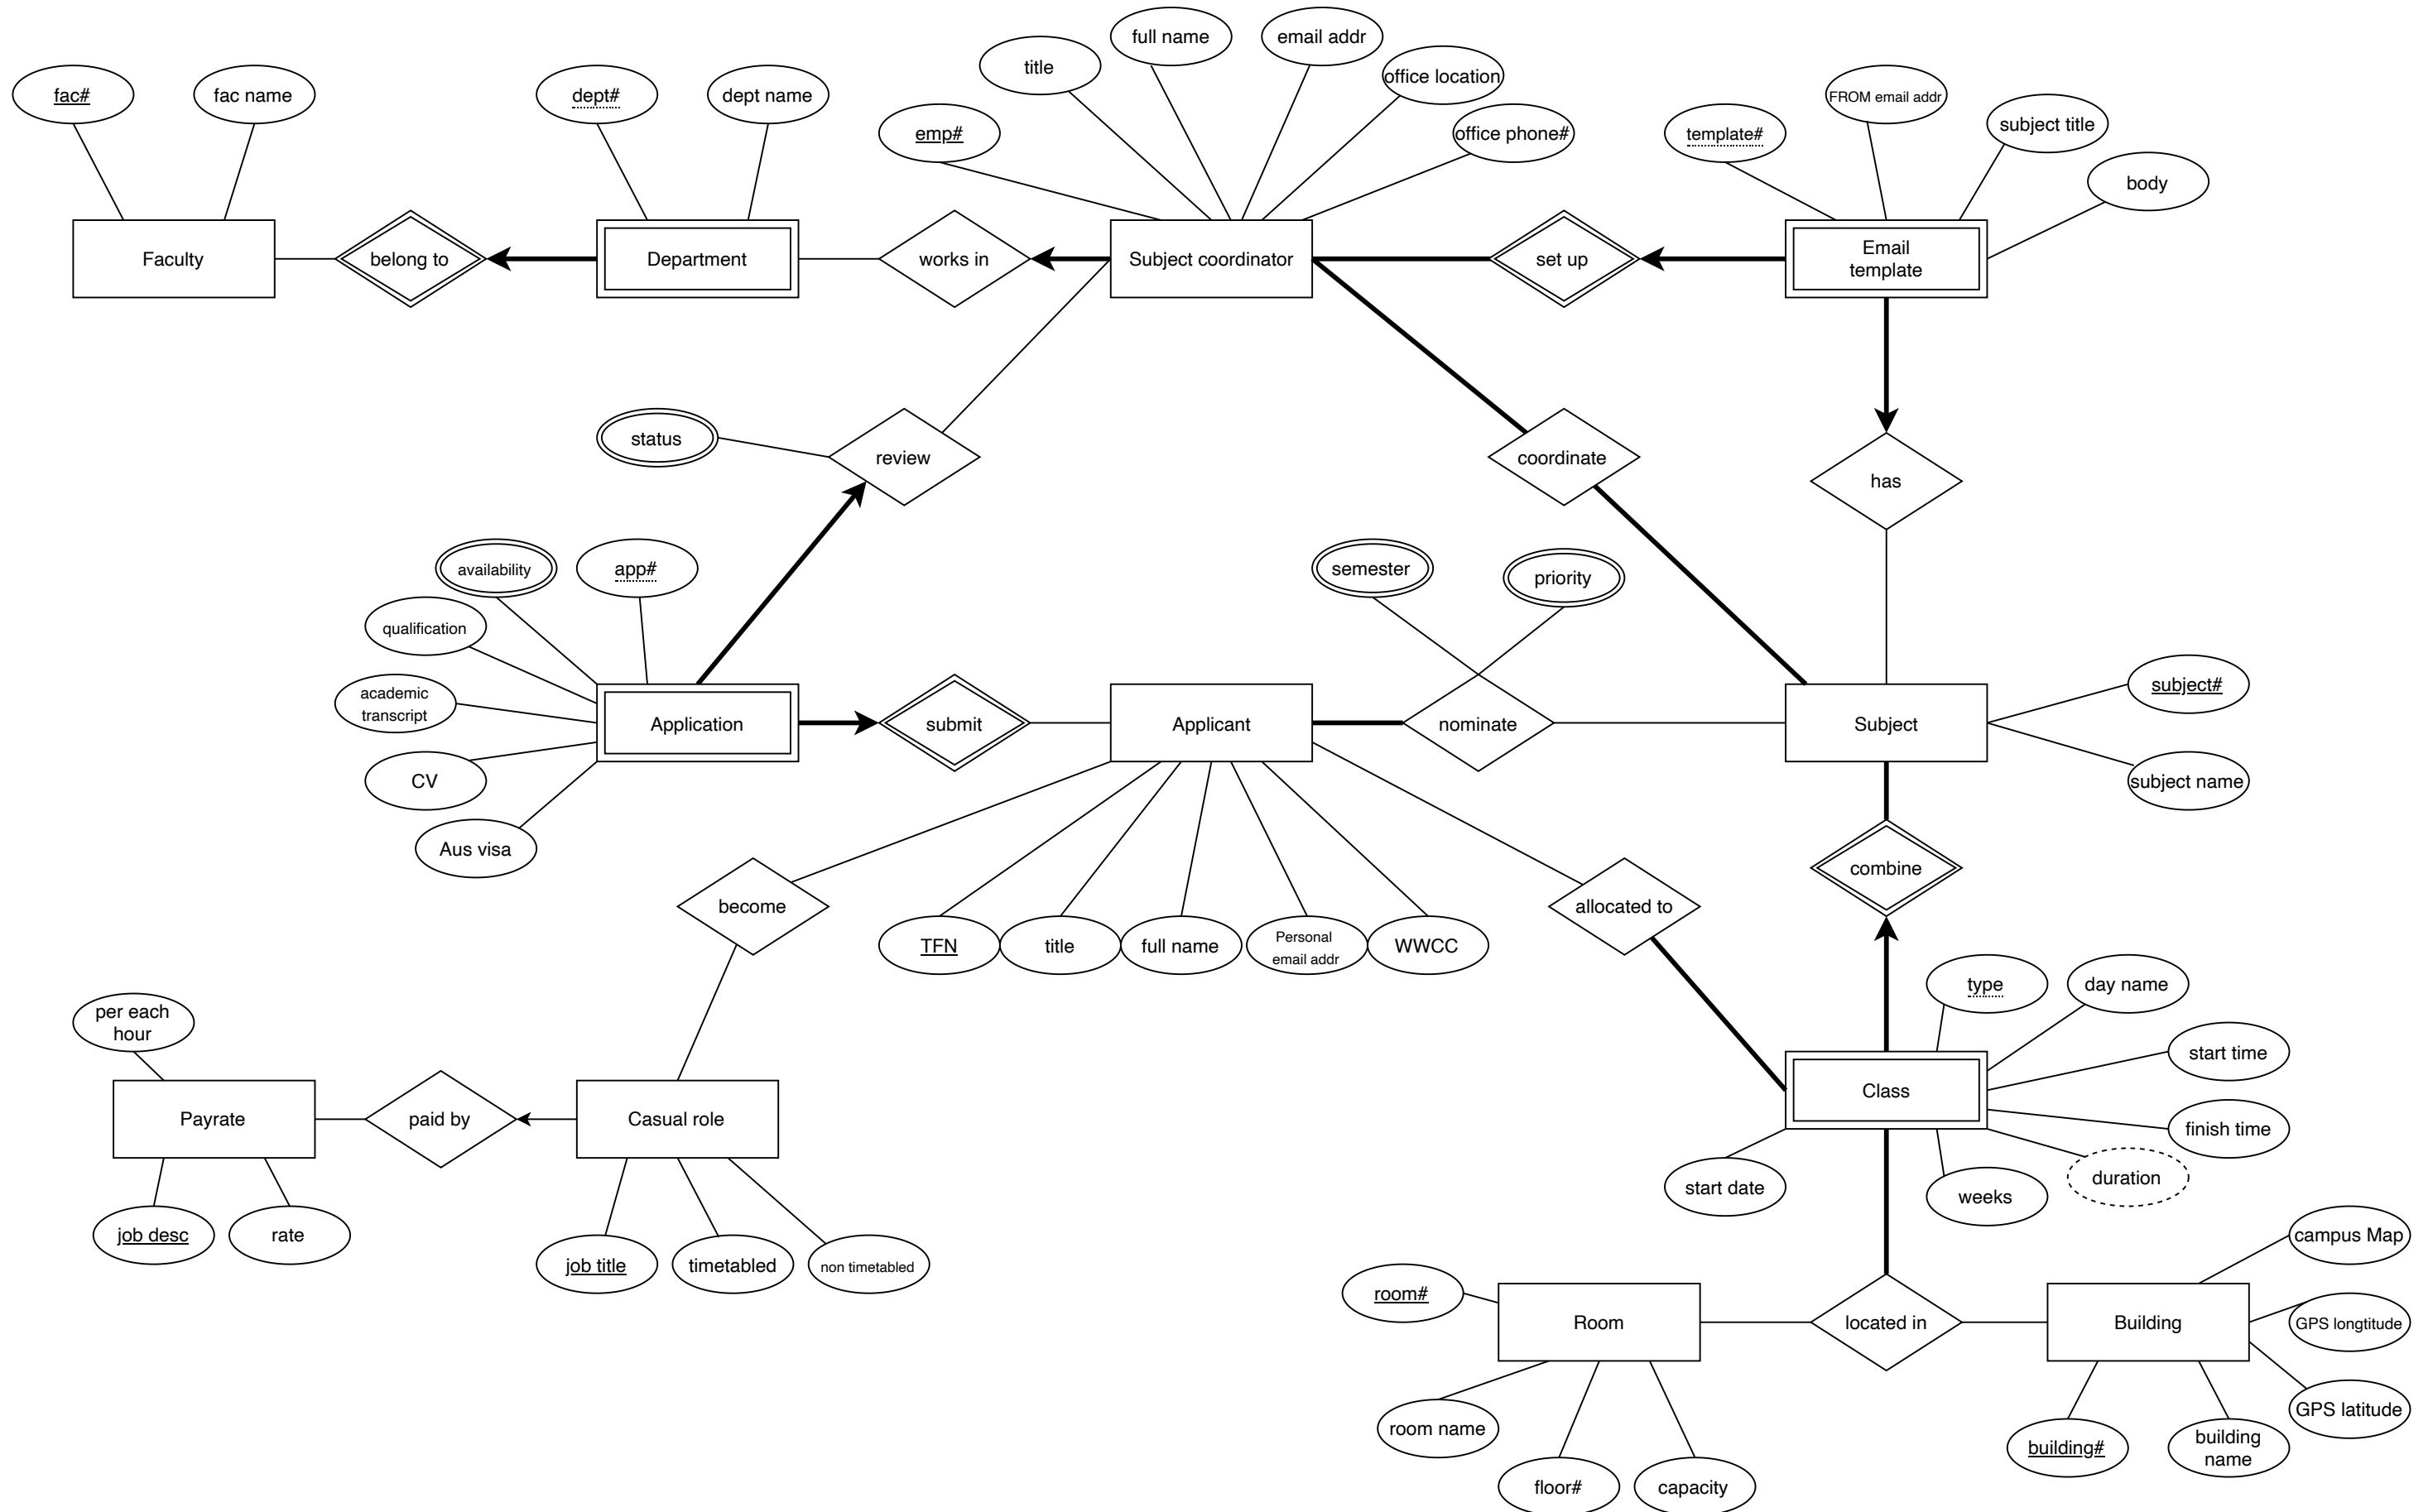 full name
email addr
title
office location
fac#
fac name
dept#
dept name
FROM email addr
emp#
office phone#
template#
subject title
body
Faculty
belong to
Department
works in
Subject coordinator
set up
Email
template
status
review
coordinate
has
availability
app#
semester
priority
qualification
academic
transcript
subject#
Application
submit
Applicant
nominate
Subject
CV
subject name
Aus visa
combine
become
allocated to
TFN
title
full name
Personal
email addr
WWCC
type
day name
per each
hour
start time
Payrate
paid by
Casual role
Class
finish time
start date
weeks
duration
job desc
rate
job title
timetabled
non timetabled
campus Map
room#
Room
located in
Building
GPS longtitude
room name
GPS latitude
building#
building
name
floor#
capacity